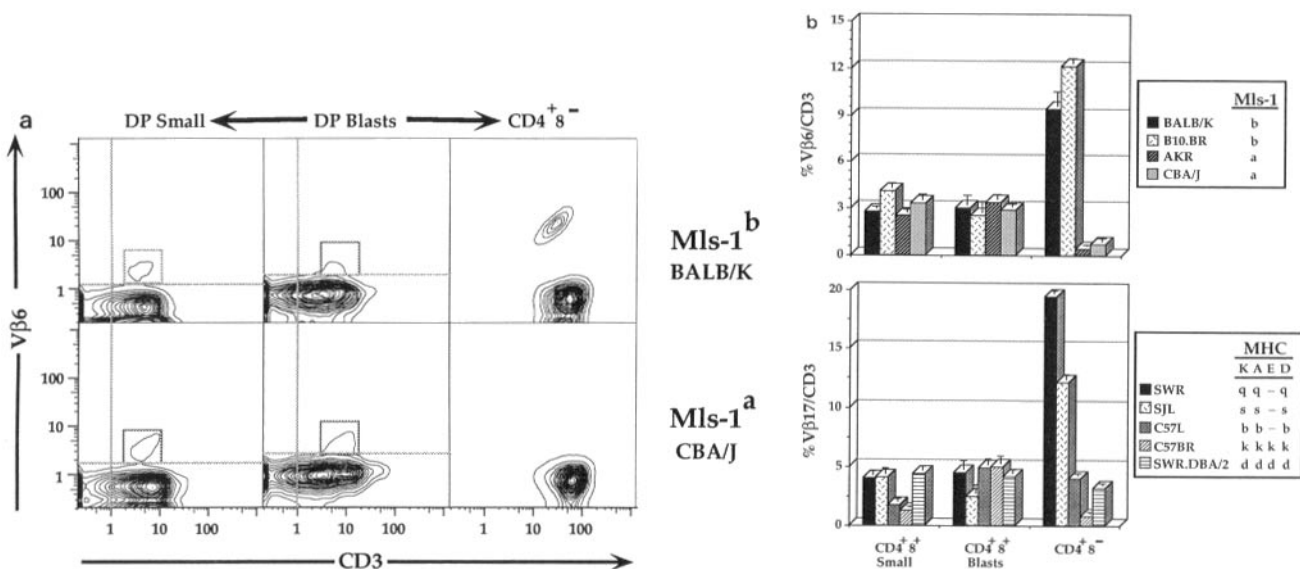 a
DP Small DP Blasts CD4⁺8⁻
Vβ6
100
10
1
100
10
1
1 10 100 1 10 100 1 10 100
CD3
Mls-1ᵇ
BALB/K
Mls-1ᵃ
CBA/J
b
% Vβ6/CD3
15
12
9
6
3
0
Mls-1
BALB/K b
B10.BR b
AKR a
CBA/J a
% Vβ17/CD3
20
15
10
5
0
MHC
K A E D
SWR q q – q
SJL s s – s
C57L b b – b
C57BR k k k k
SWR.DBA/2 d d d d
CD4⁺8⁺ CD4⁺8⁺ CD4⁺8⁻
Small Blasts